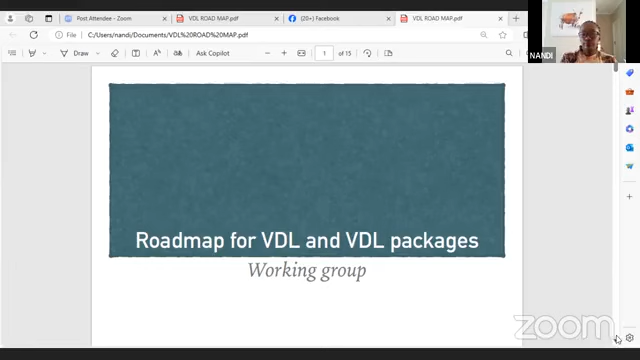 Post Attendee - Zoom
VDL ROAD MAP.pdf
(20+) Facebook
VDL ROAD MAP.pdf
File
C:/Users/nandi/Documents/VDL%20ROAD%20MAP.pdf
Ask Copilot
1
of 15
NANDI
Roadmap for VDL and VDL packages
Working group
zoom